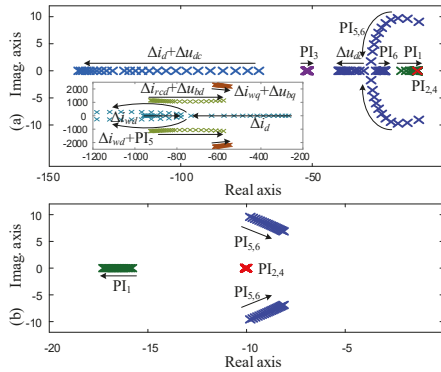 10
5
0
-5
-10
Imag. axis
(a)
Δi_d+Δu_dc
PI_3
PI_5,6
Δu_dc
PI_6
PI_1
PI_2,4
2000
1000
0
-1000
-2000
Δi_rcd+Δu_bd
Δi_wq+Δu_bq
Δi_wd
Δi_d
Δi_wd+PI_5
-1200
-1000
-800
-600
-400
-200
-150
-100
-50
Real axis
10
5
0
-5
-10
Imag. axis
(b)
PI_5,6
PI_1
PI_2,4
PI_5,6
-20
-15
-10
-5
Real axis